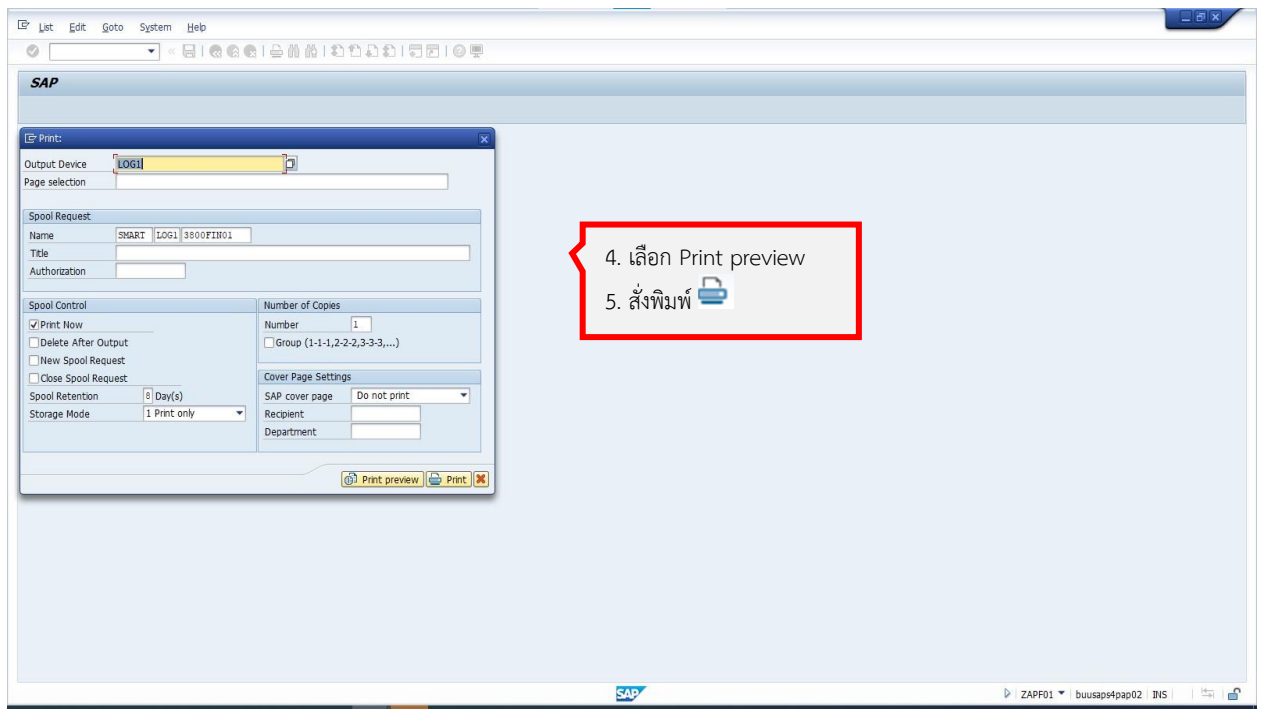 List Edit Goto System Help
SAP
Print:
Output Device LOG1
Page selection
Spool Request
Name SMART LOG1 3800FIN01
Title
Authorization
Spool Control
Print Now
Delete After Output
New Spool Request
Close Spool Request
Spool Retention 8 Day(s)
Storage Mode 1 Print only
Number of Copies
Number 1
Group (1-1-1,2-2-2,3-3-3,...)
Cover Page Settings
SAP cover page Do not print
Recipient
Department
Print preview Print
4. เลือก Print preview
5. สั่งพิมพ์
SAP
ZAPF01 buusaps4pap02 INS